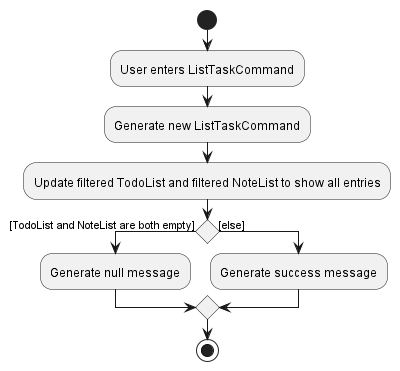 User enters ListTaskCommand
Generate new ListTaskCommand
Update filtered TodoList and filtered NoteList to show all entries
[TodoList and NoteList are both empty] [else]
Generate null message
Generate success message